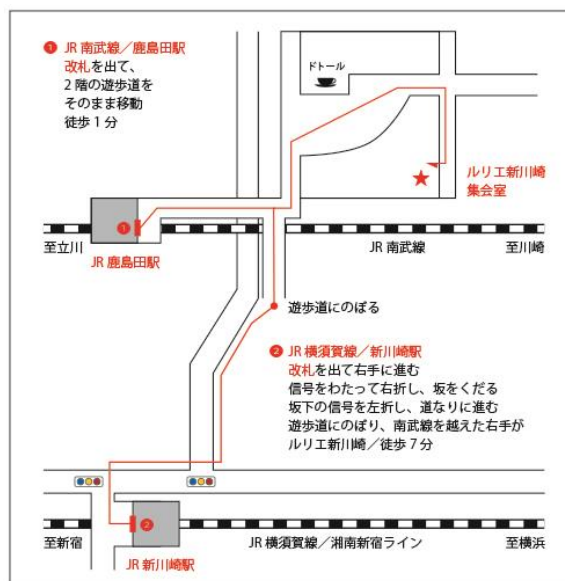 ❶ JR 南武線／鹿島田駅
改札を出て、
2 階の遊歩道を
そのまま移動
徒歩 1 分
ドトール
ルリエ新川崎
集会室
1
至立川
JR 南武線
至川崎
JR 鹿島田駅
遊歩道にのぼる
❷ JR 横須賀線／新川崎駅
改札を出て右手に進む
信号をわたって右折し、坂をくだる
坂下の信号を左折し、道なりに進む
遊歩道にのぼり、南武線を越えた右手が
ルリエ新川崎／徒歩 7 分
2
至新宿
JR 横須賀線／湘南新宿ライン
至横浜
JR 新川崎駅